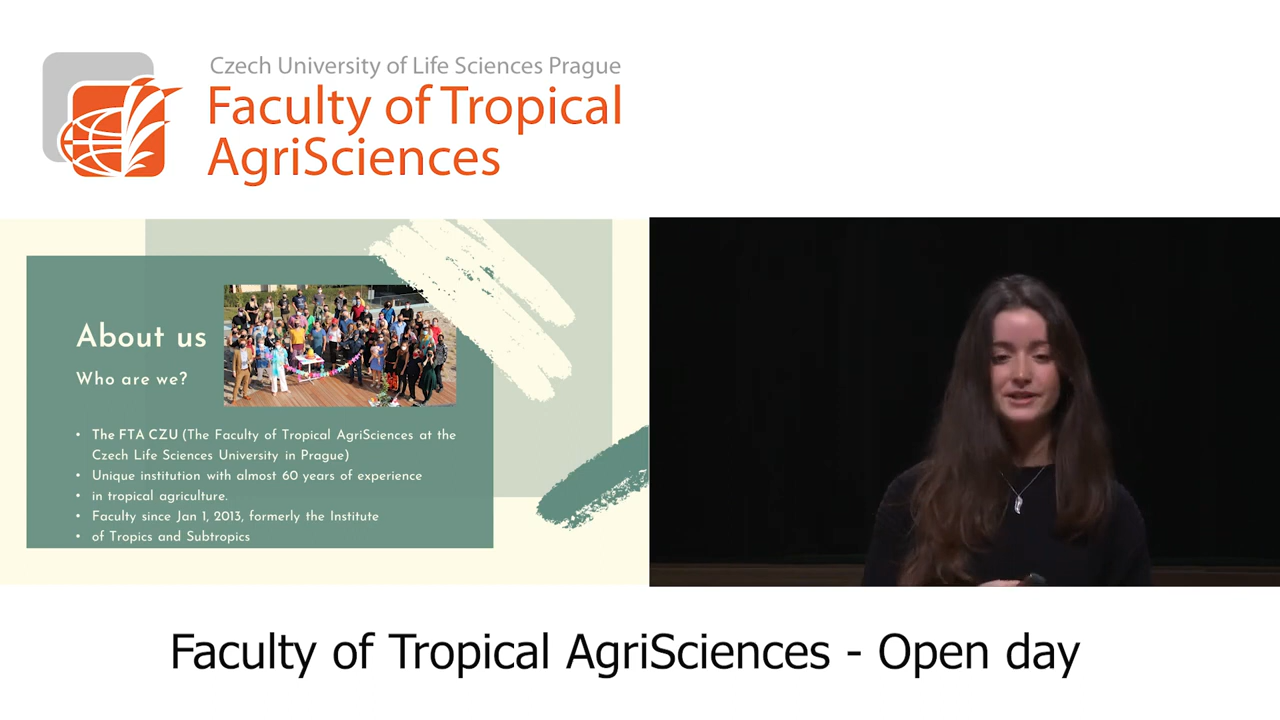 Czech University of Life Sciences Prague
Faculty of Tropical
AgriSciences
About us
Who are we?
• The FTA CZU (The Faculty of Tropical AgriSciences at the
Czech Life Sciences University in Prague)
• Unique institution with almost 60 years of experience
• in tropical agriculture.
• Faculty since Jan 1, 2013, formerly the Institute
• of Tropics and Subtropics
Faculty of Tropical AgriSciences - Open day